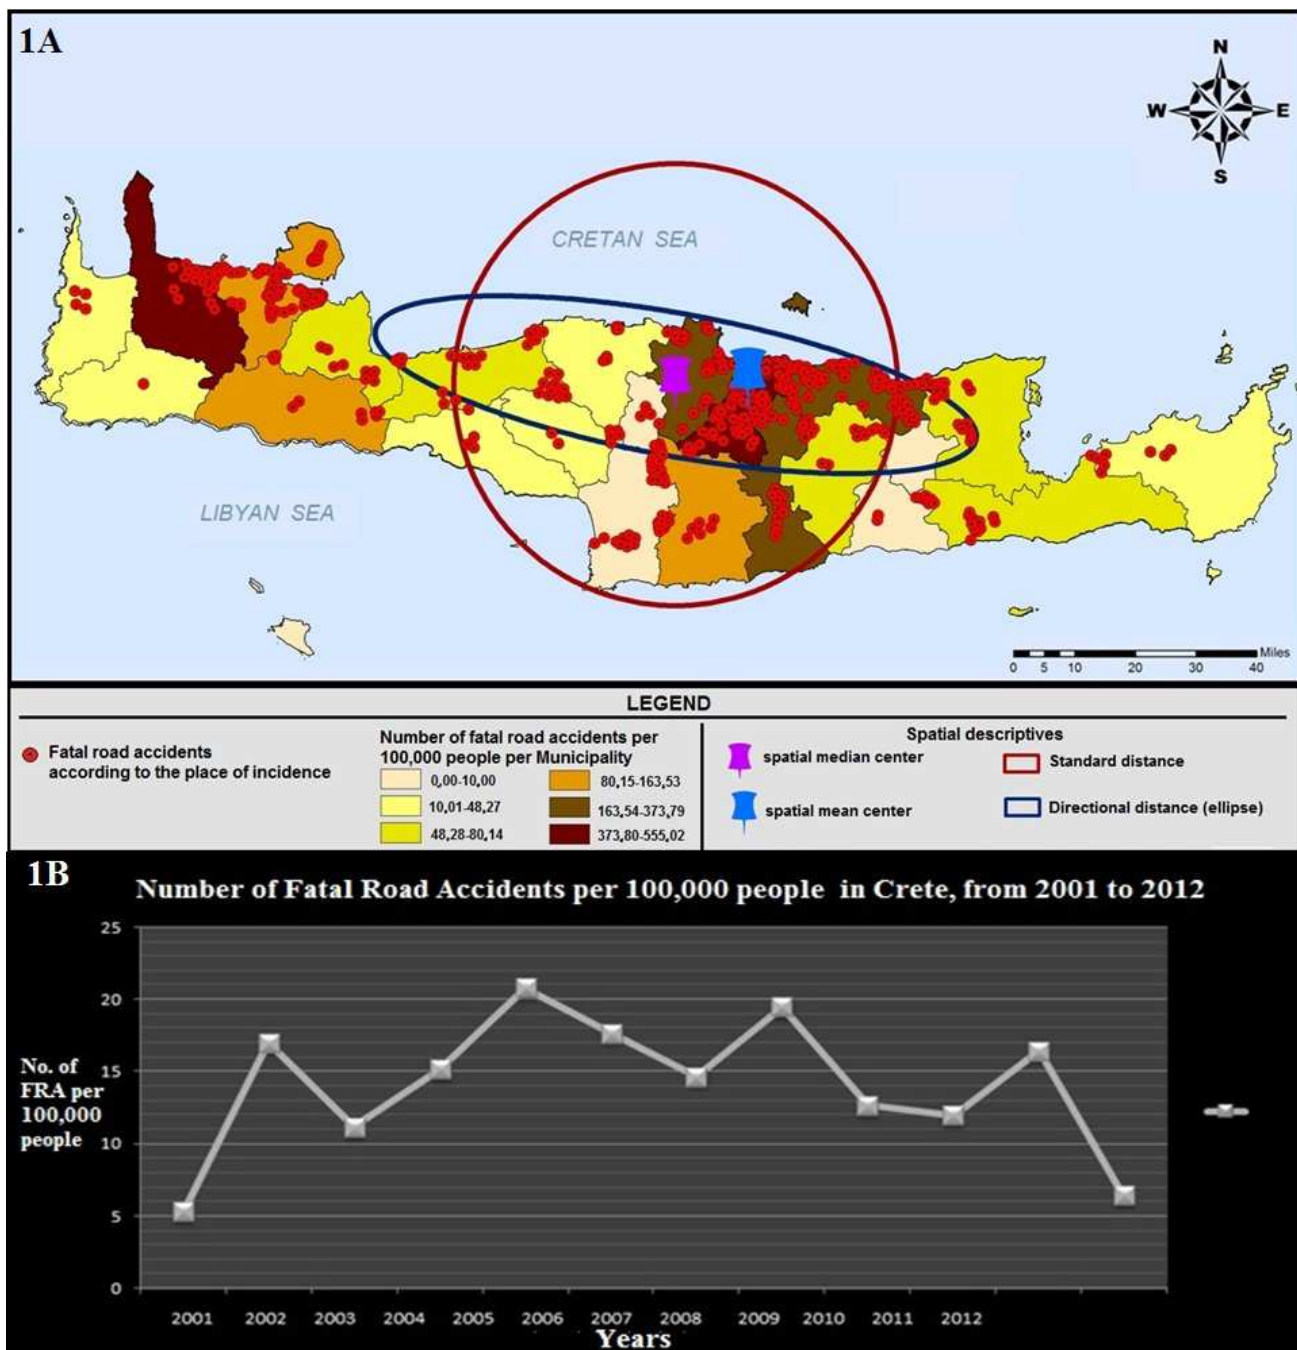 1A
N
W E
S
CRETAN SEA
LIBYAN SEA
Miles
0 5 10 20 30 40
LEGEND
Fatal road accidents
according to the place of incidence
Number of fatal road accidents per
100,000 people per Municipality
0,00-10,00
10,01-48,27
48,28-80,14
80,15-163,53
163,54-373,79
373,80-555,02
Spatial descriptives
spatial median center
spatial mean center
Standard distance
Directional distance (ellipse)
1B
Number of Fatal Road Accidents per 100,000 people in Crete, from 2001 to 2012
25
20
15
10
5
0
No. of
FRA per
100,000
people
2001 2002 2003 2004 2005 2006 2007 2008 2009 2010 2011 2012
Years